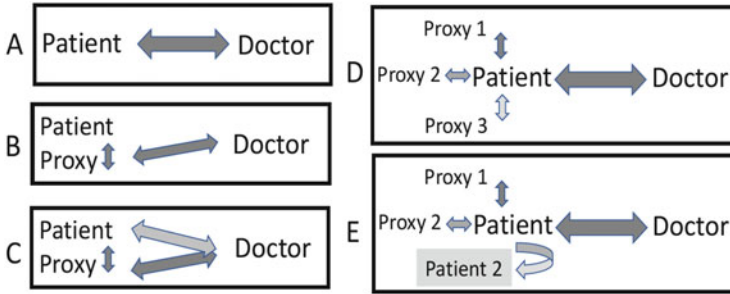 A
Patient Doctor
B
Patient
Proxy
Doctor
C
Patient
Proxy
Doctor
D
Proxy 1
Proxy 2 Patient Doctor
Proxy 3
E
Proxy 1
Proxy 2 Patient Doctor
Patient 2